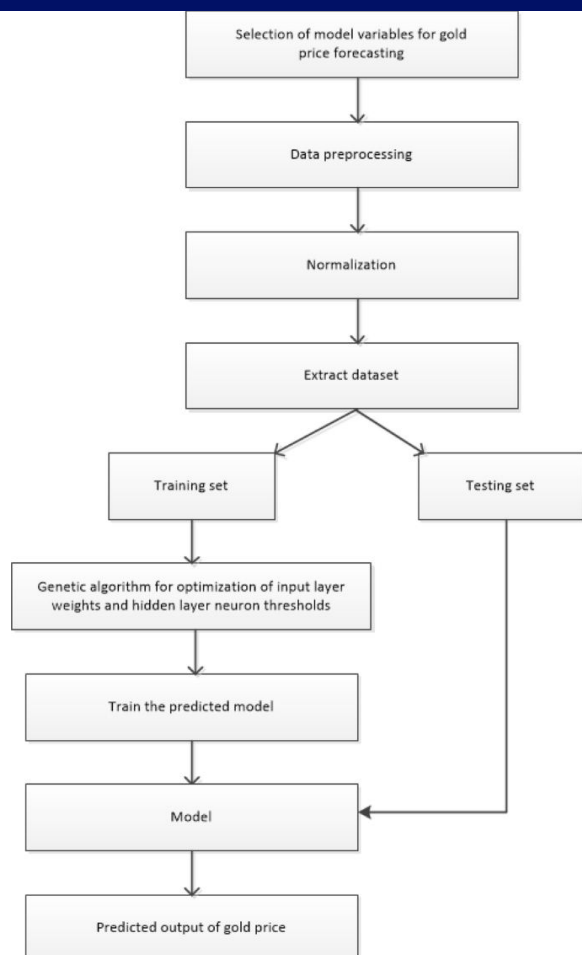 Selection of model variables for gold
price forecasting
Data preprocessing
Normalization
Extract dataset
Training set
Testing set
Genetic algorithm for optimization of input layer
weights and hidden layer neuron thresholds
Train the predicted model
Model
Predicted output of gold price